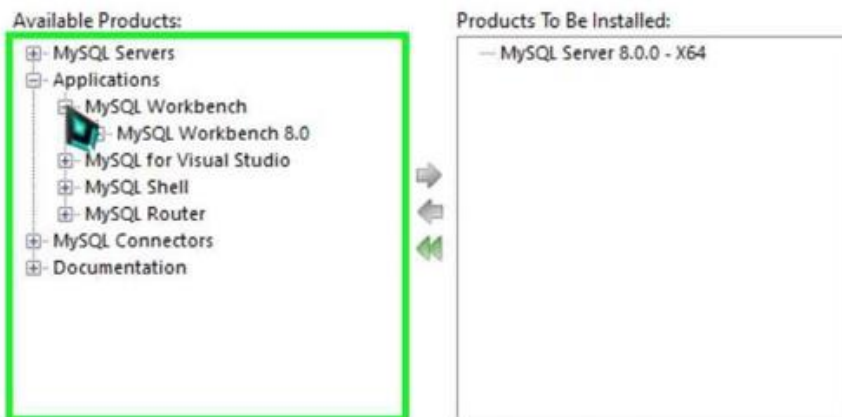 Available Products:
MySQL Servers
Applications
MySQL Workbench
MySQL Workbench 8.0
MySQL for Visual Studio
MySQL Shell
MySQL Router
MySQL Connectors
Documentation
Products To Be Installed:
MySQL Server 8.0.0 - X64